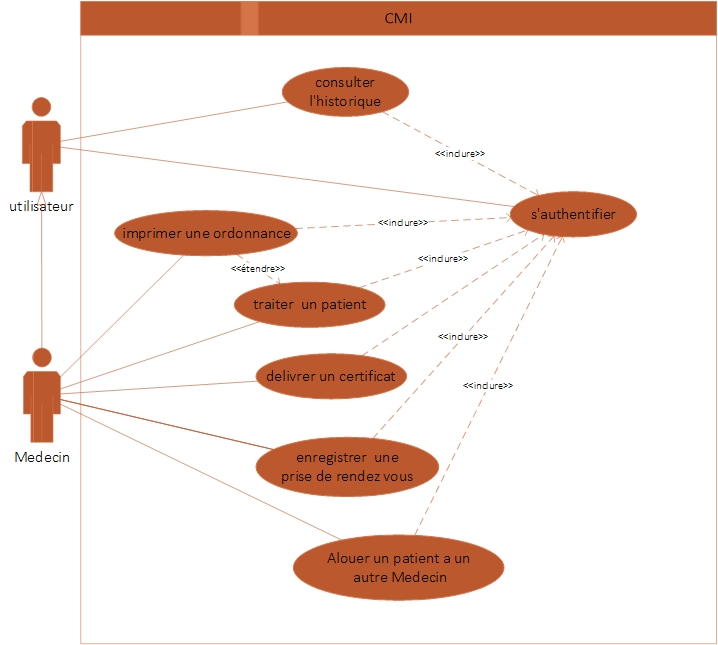 CMI
consulter
l'historique
<<indure>>
utilisateur
s'authentifier
imprimer une ordonnance
<<indure>>
<<étendre>>
<<indure>>
traiter un patient
<<indure>>
delivrer un certificat
<<indure>>
Medecin
enregistrer une
prise de rendez vous
Alouer un patient a un
autre Medecin